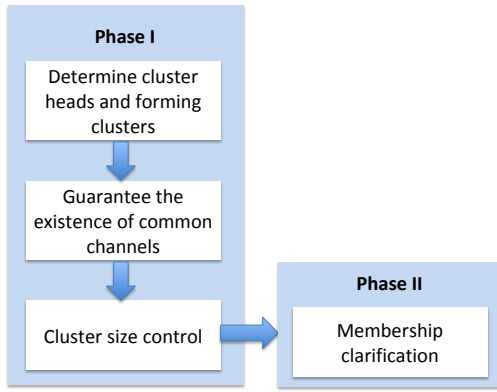 Phase I
Determine cluster
heads and forming
clusters
Guarantee the
existence of common
channels
Cluster size control
Phase II
Membership
clarification